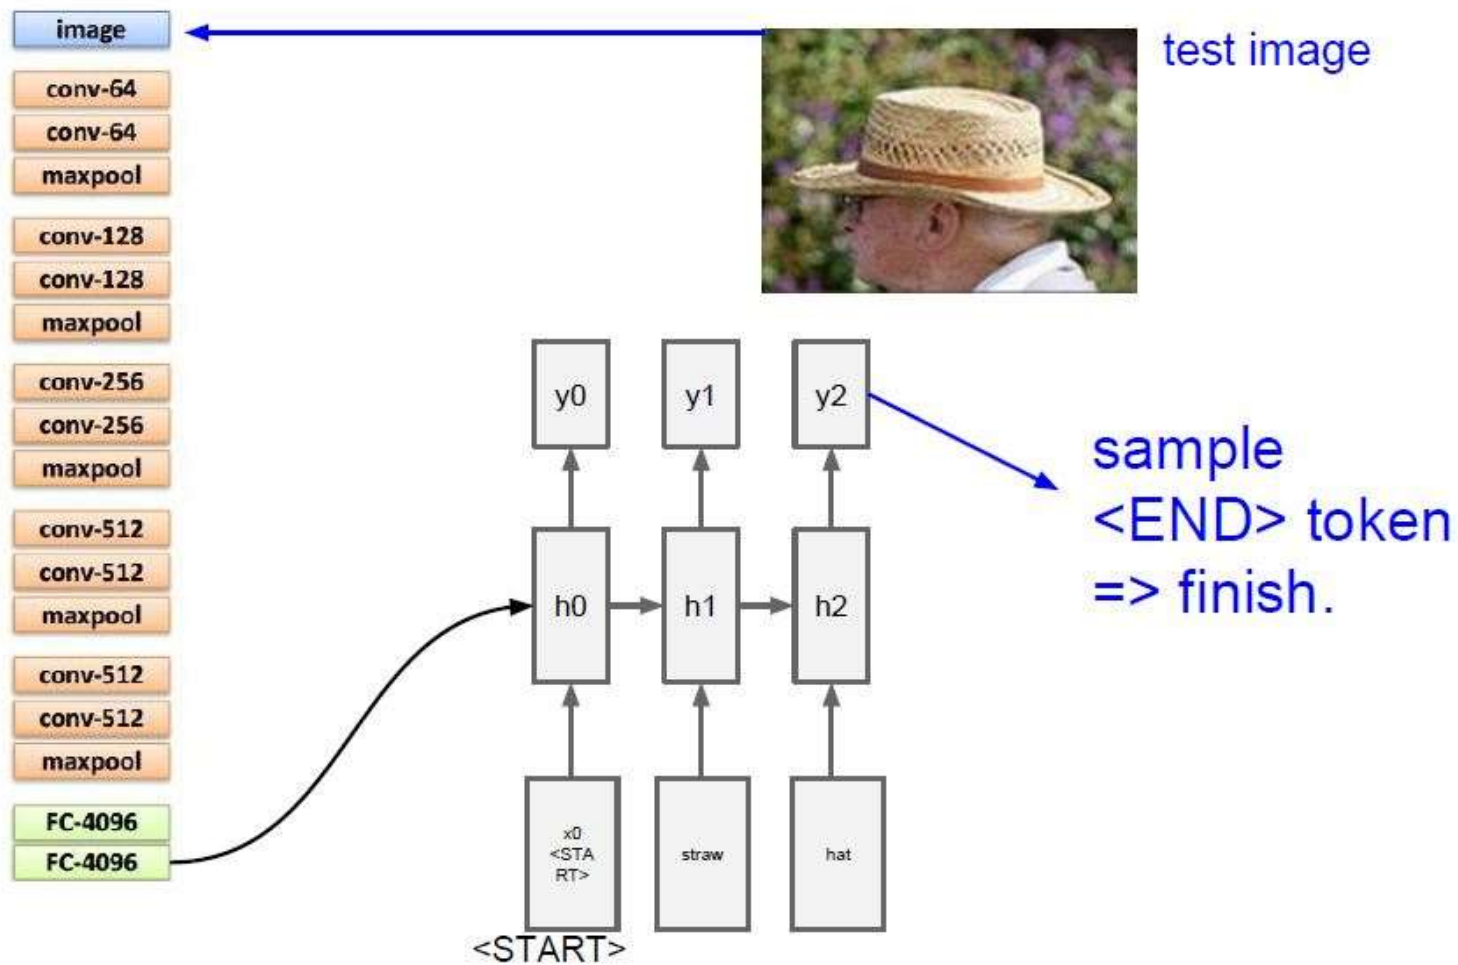 image
conv-64
conv-64
maxpool
conv-128
conv-128
maxpool
conv-256
conv-256
maxpool
conv-512
conv-512
maxpool
conv-512
conv-512
maxpool
FC-4096
FC-4096
test image
y0
y1
y2
sample
<END> token
=> finish.
h0
h1
h2
x0
<STA
RT>
straw
hat
<START>